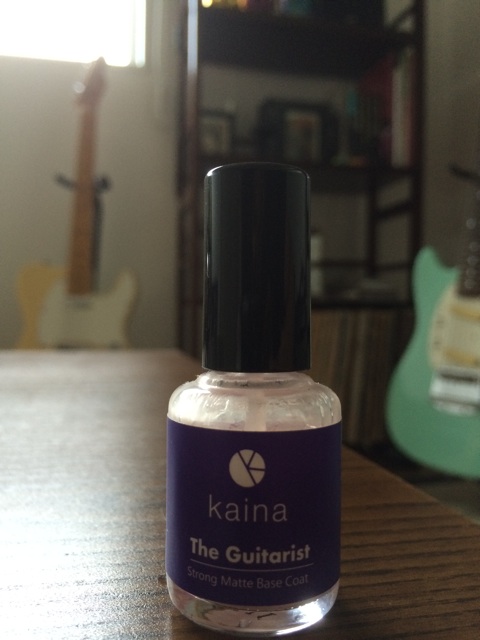 kaina
The Guitarist
Strong Matte Base Coat